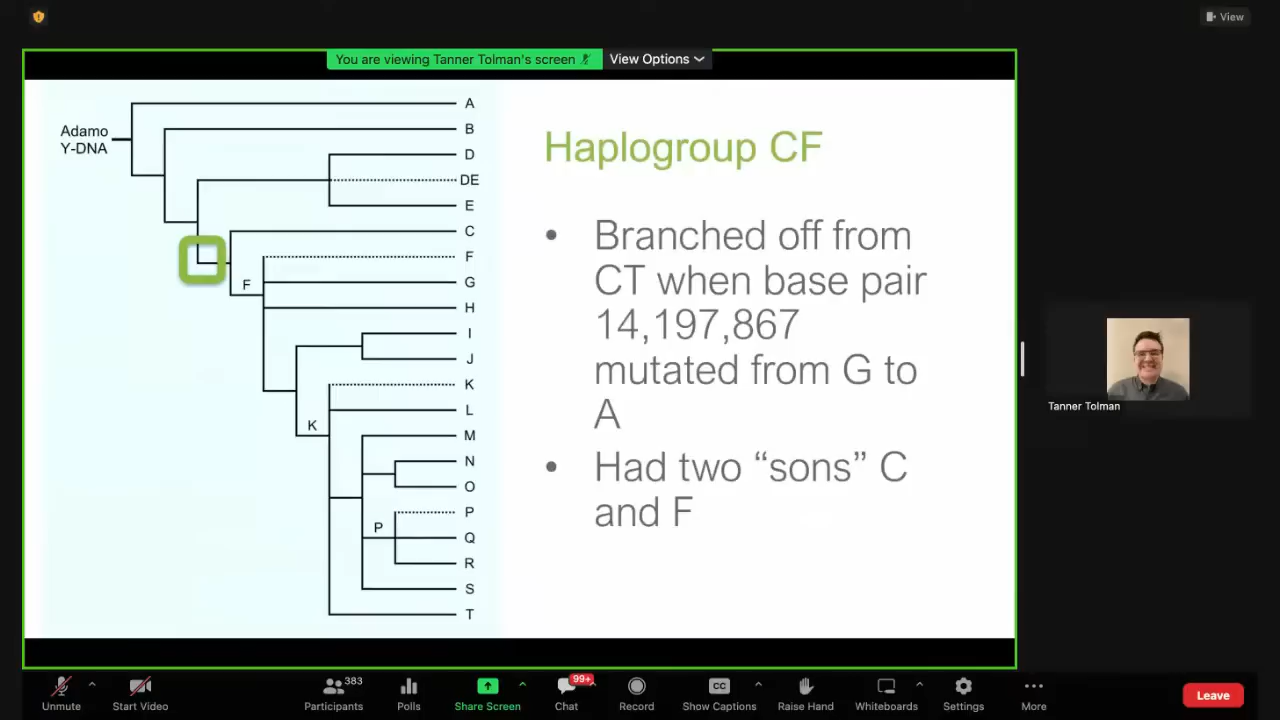 View
You are viewing Tanner Tolman's screen
View Options
A
Adamo
Y-DNA
B
D
DE
E
C
F
F
G
H
I
J
K
L
K
M
N
O
P
P
Q
R
S
T
Haplogroup CF
• Branched off from
CT when base pair
14,197,867
mutated from G to
A
• Had two “sons” C
and F
Tanner Tolman
Unmute
Start Video
383
Participants
Polls
Share Screen
99+
Chat
Record
CC
Show Captions
Raise Hand
Whiteboards
Settings
More
Leave